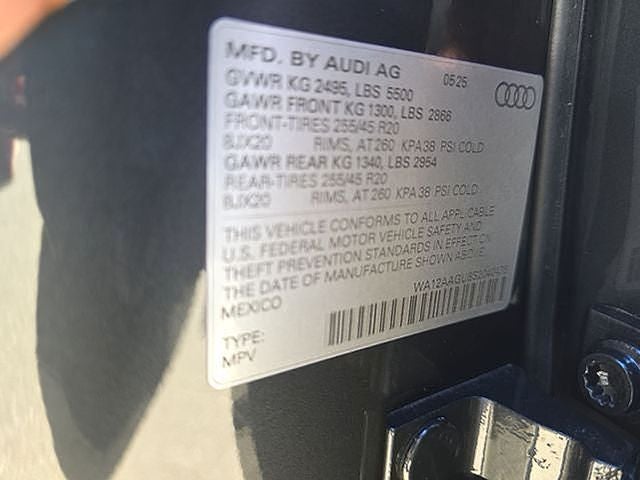 MFD. BY AUDI AG 0525
GVWR KG 2495, LBS 5500
GAWR FRONT KG 1300, LBS 2866
FRONT-TIRES 255/45 R20
8JX20 RIMS, AT 260 KPA 38 PSI COLD
GAWR REAR KG 1340, LBS 2954
REAR-TIRES 255/45 R20
8JX20 RIMS, AT 260 KPA 38 PSI COLD
THIS VEHICLE CONFORMS TO ALL APPLICABLE
U.S. FEDERAL MOTOR VEHICLE SAFETY AND
THEFT PREVENTION STANDARDS IN EFFECT ON
THE DATE OF MANUFACTURE SHOWN ABOVE.
MEXICO
TYPE:
MPV